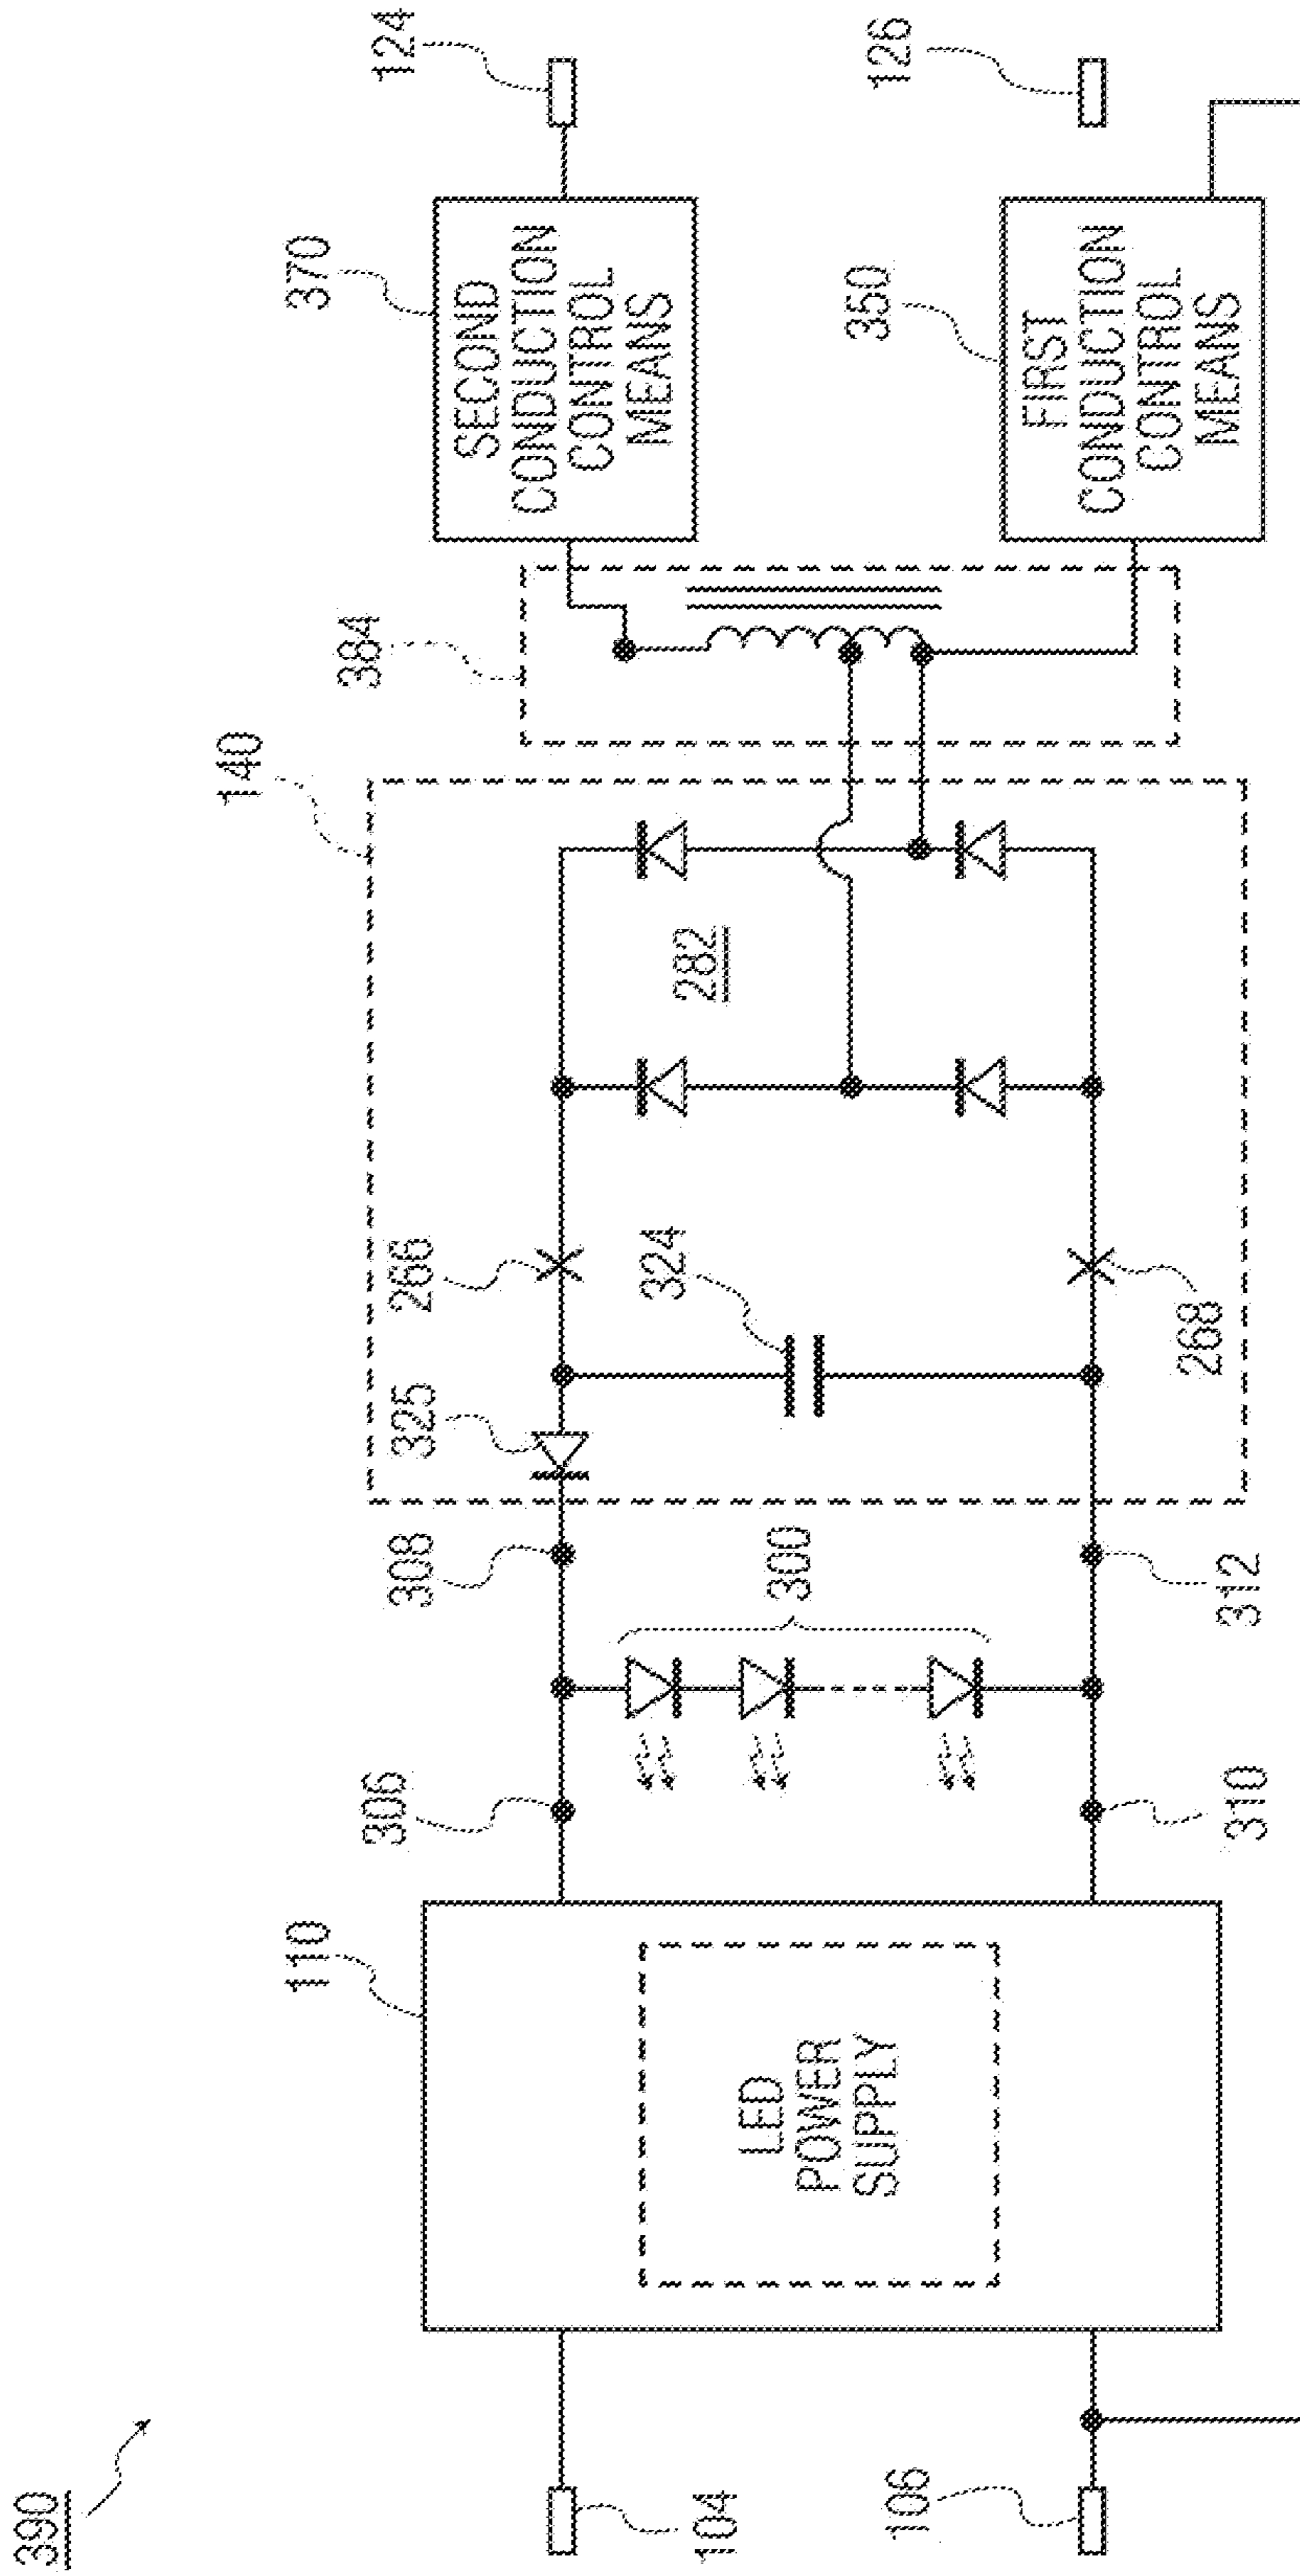 390
104
106
110
LED
POWER
SUPPLY
306
310
300
308
312
325
324
266
268
282
140
384
370
SECOND
CONDUCTION
CONTROL
MEANS
350
FIRST
CONDUCTION
CONTROL
MEANS
124
126